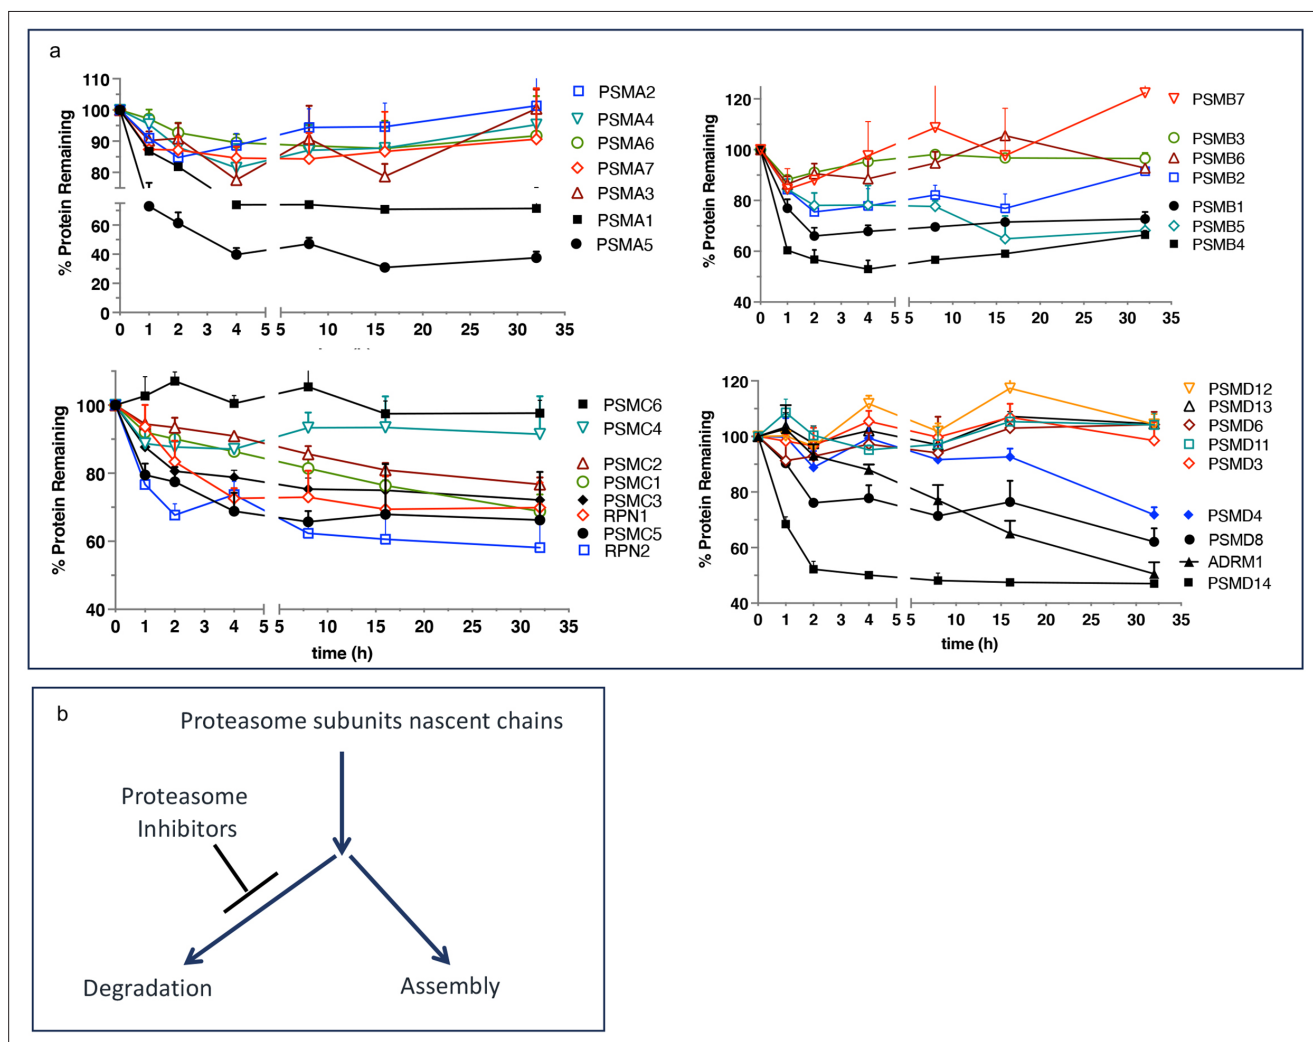 a
110
100
90
80
60
40
20
0
% Protein Remaining
0 1 2 3 4 5 5 10 15 20 25 30 35
PSMA2
PSMA4
PSMA6
PSMA7
PSMA3
PSMA1
PSMA5
120
100
80
60
40
% Protein Remaining
0 1 2 3 4 5 10 15 20 25 30 35
PSMB7
PSMB3
PSMB6
PSMB2
PSMB1
PSMB5
PSMB4
100
80
60
40
% Protein Remaining
0 1 2 3 4 5 5 10 15 20 25 30 35
time (h)
PSMC6
PSMC4
PSMC2
PSMC1
PSMC3
RPN1
PSMC5
RPN2
120
100
80
60
40
% Protein Remaining
0 1 2 3 4 5 5 10 15 20 25 30 35
time (h)
PSMD12
PSMD13
PSMD6
PSMD11
PSMD3
PSMD4
PSMD8
ADRM1
PSMD14
b
Proteasome subunits nascent chains
Proteasome
Inhibitors
Degradation
Assembly